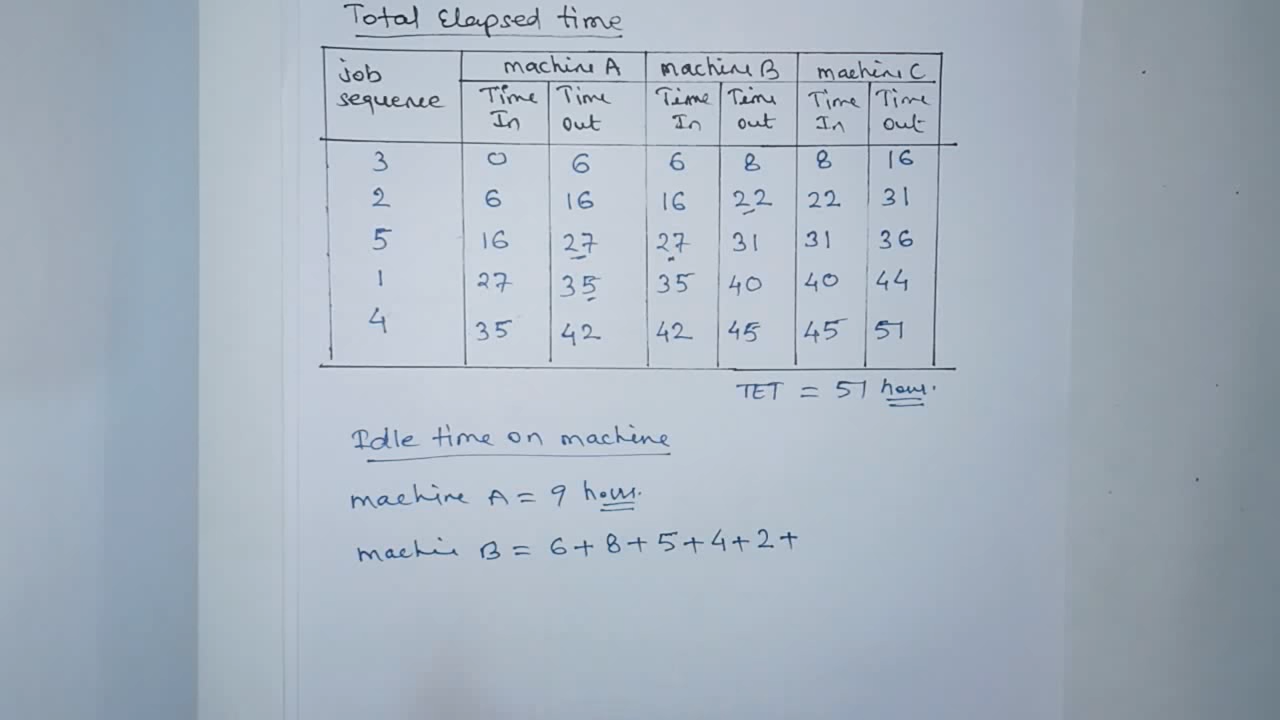 Total Elapsed time
job sequence machine A machine B machine C
Time In Time out Time In Time out Time In Time out
3 0 6 6 8 8 16
2 6 16 16 22 22 31
5 16 27 27 31 31 36
1 27 35 35 40 40 44
4 35 42 42 45 45 51
TET = 51 hour.
Idle time on machine
machine A = 9 hour.
machie B = 6+8+5+4+2+